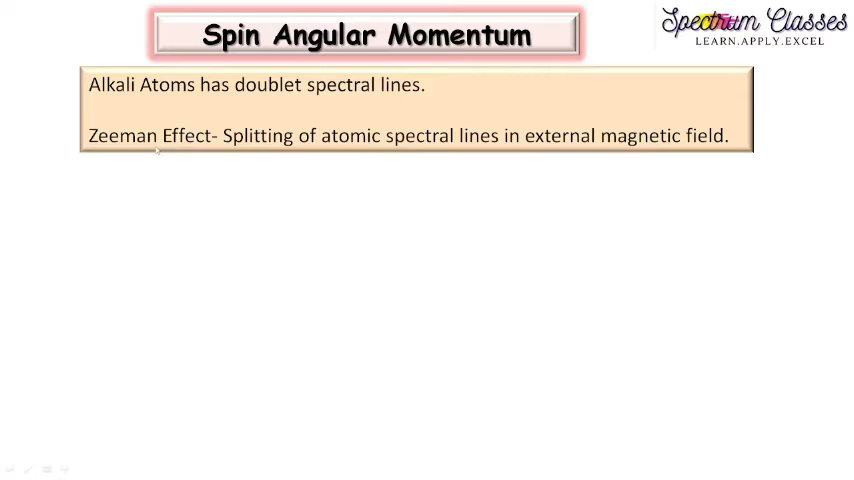 Spin Angular Momentum
Spectrum Classes
LEARN.APPLY.EXCEL
Alkali Atoms has doublet spectral lines.
Zeeman Effect- Splitting of atomic spectral lines in external magnetic field.